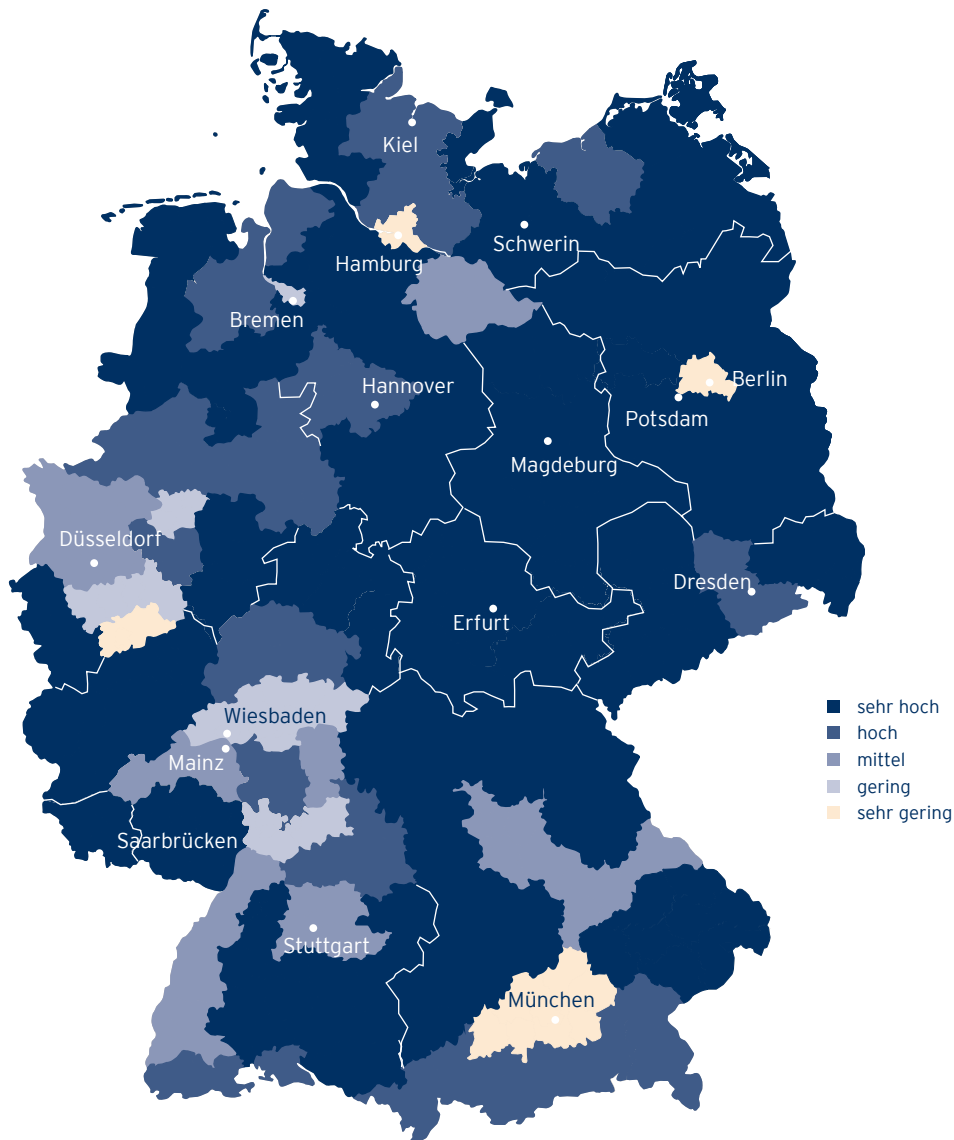 Kiel
Schwerin
Hamburg
Bremen
Hannover
Berlin
Potsdam
Magdeburg
Düsseldorf
Dresden
Erfurt
Wiesbaden
Mainz
Saarbrücken
Stuttgart
München
sehr hoch
hoch
mittel
gering
sehr gering